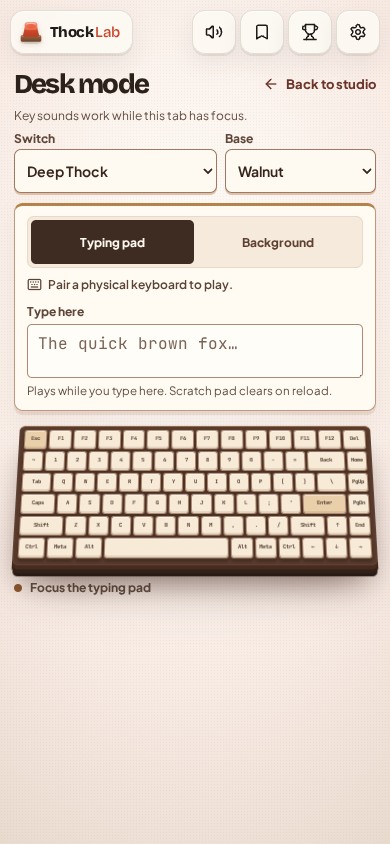 ThockLab
Desk mode
Back to studio
Key sounds work while this tab has focus.
Switch
Base
Deep Thock
Walnut
Typing pad
Background
Pair a physical keyboard to play.
Type here
The quick brown fox…
Plays while you type here. Scratch pad clears on reload.
Esc F1 F2 F3 F4 F5 F6 F7 F8 F9 F10 F11 F12 Del
1 2 3 4 5 6 7 8 9 0 - = Back Home
Tab Q W E R T Y U I O P [ ] \ PgUp
Caps A S D F G H J K L ; ' Enter PgDn
Shift Z X C V B N M , . / Shift ↑ End
Ctrl Meta Alt Alt Meta Ctrl ← ↓ →
Focus the typing pad